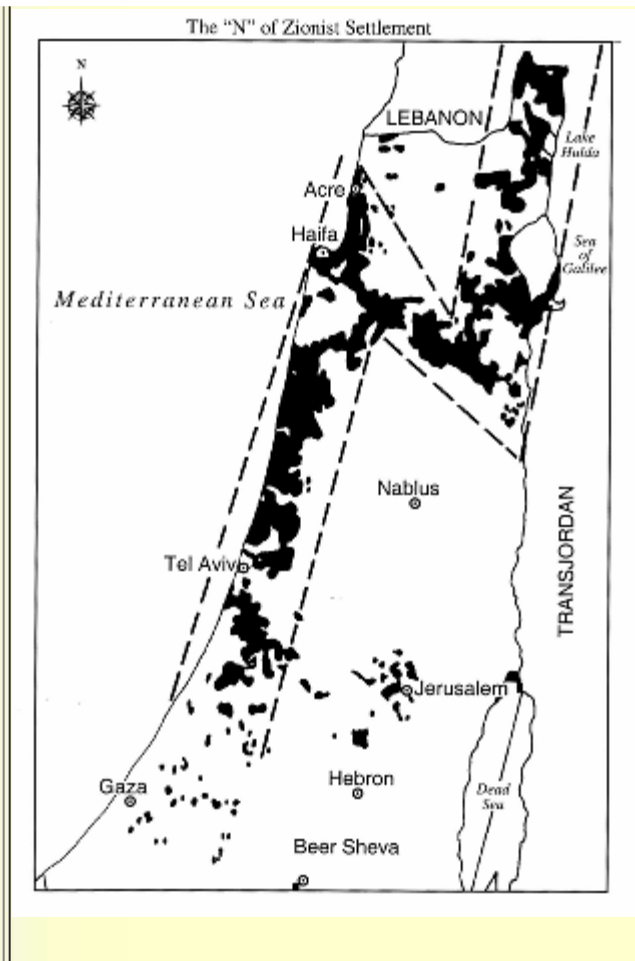 The "N" of Zionist Settlement
N
LEBANON
Lake
Hulda
Acre
Haifa
Sea
of
Galilee
Mediterranean Sea
Nablus
TRANSJORDAN
Tel Aviv
Jerusalem
Gaza
Hebron
Dead
Sea
Beer Sheva